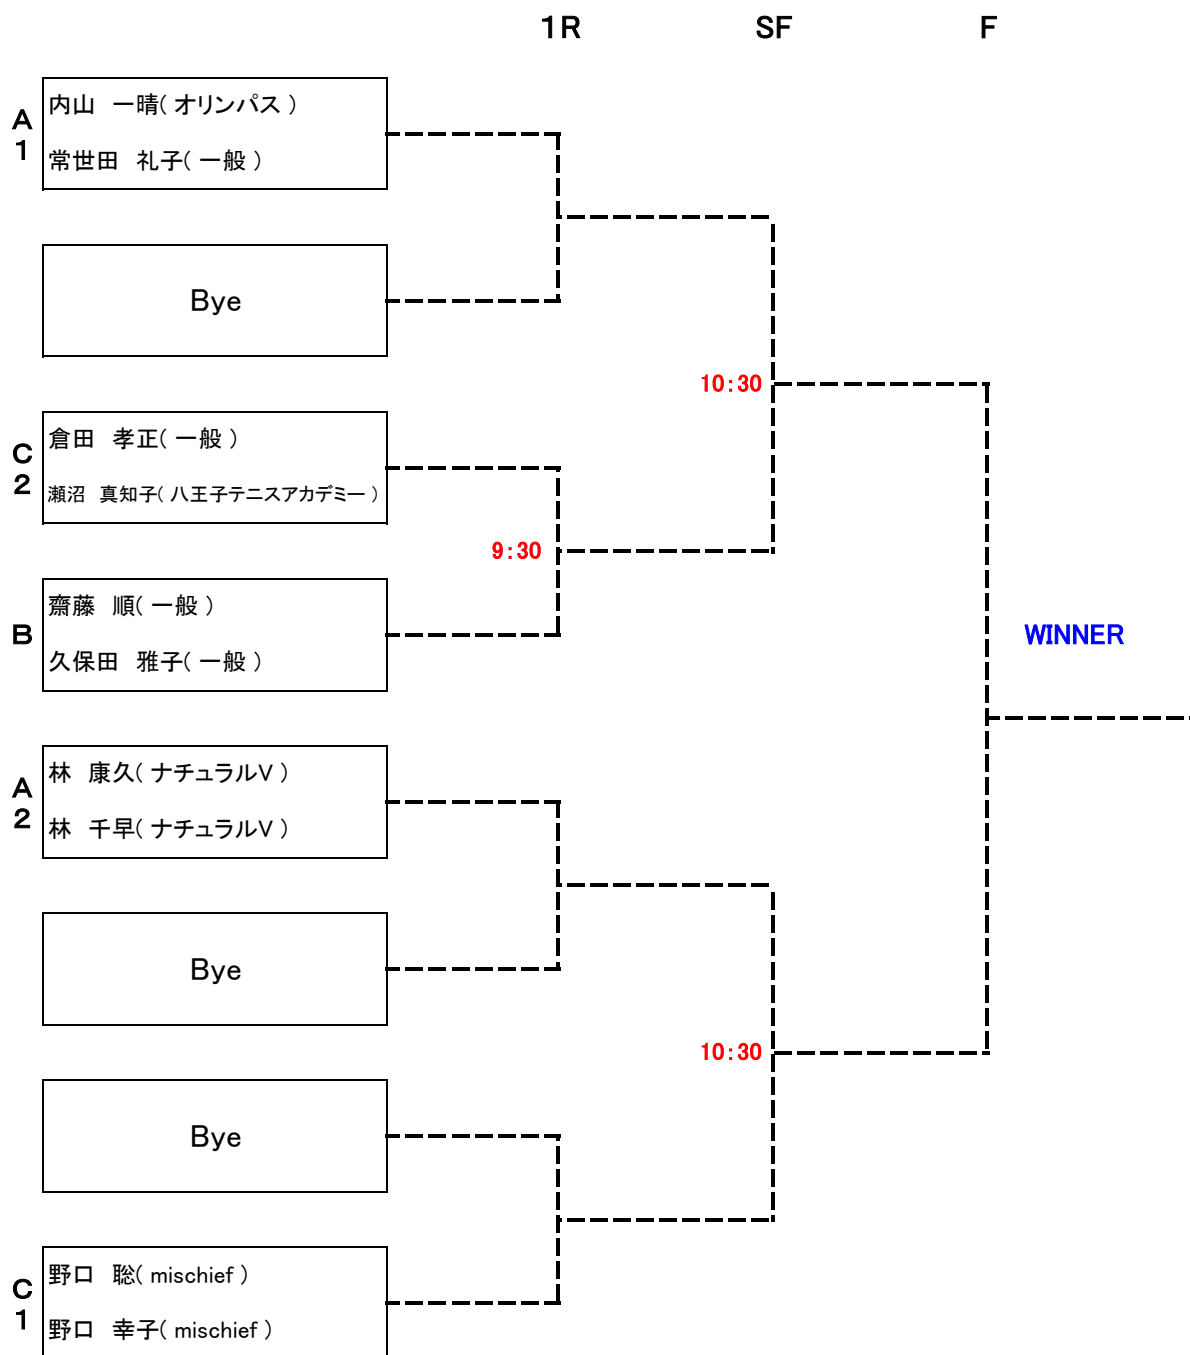 1R SF F
A1
内山 一晴( オリンパス )
常世田 礼子( 一般 )
Bye
10:30
C2
倉田 孝正( 一般 )
瀬沼 真知子( 八王子テニスアカデミー )
9:30
B
齋藤 順( 一般 )
久保田 雅子( 一般 )
WINNER
A2
林 康久( ナチュラルV )
林 千早( ナチュラルV )
Bye
10:30
Bye
C1
野口 聡( mischief )
野口 幸子( mischief )